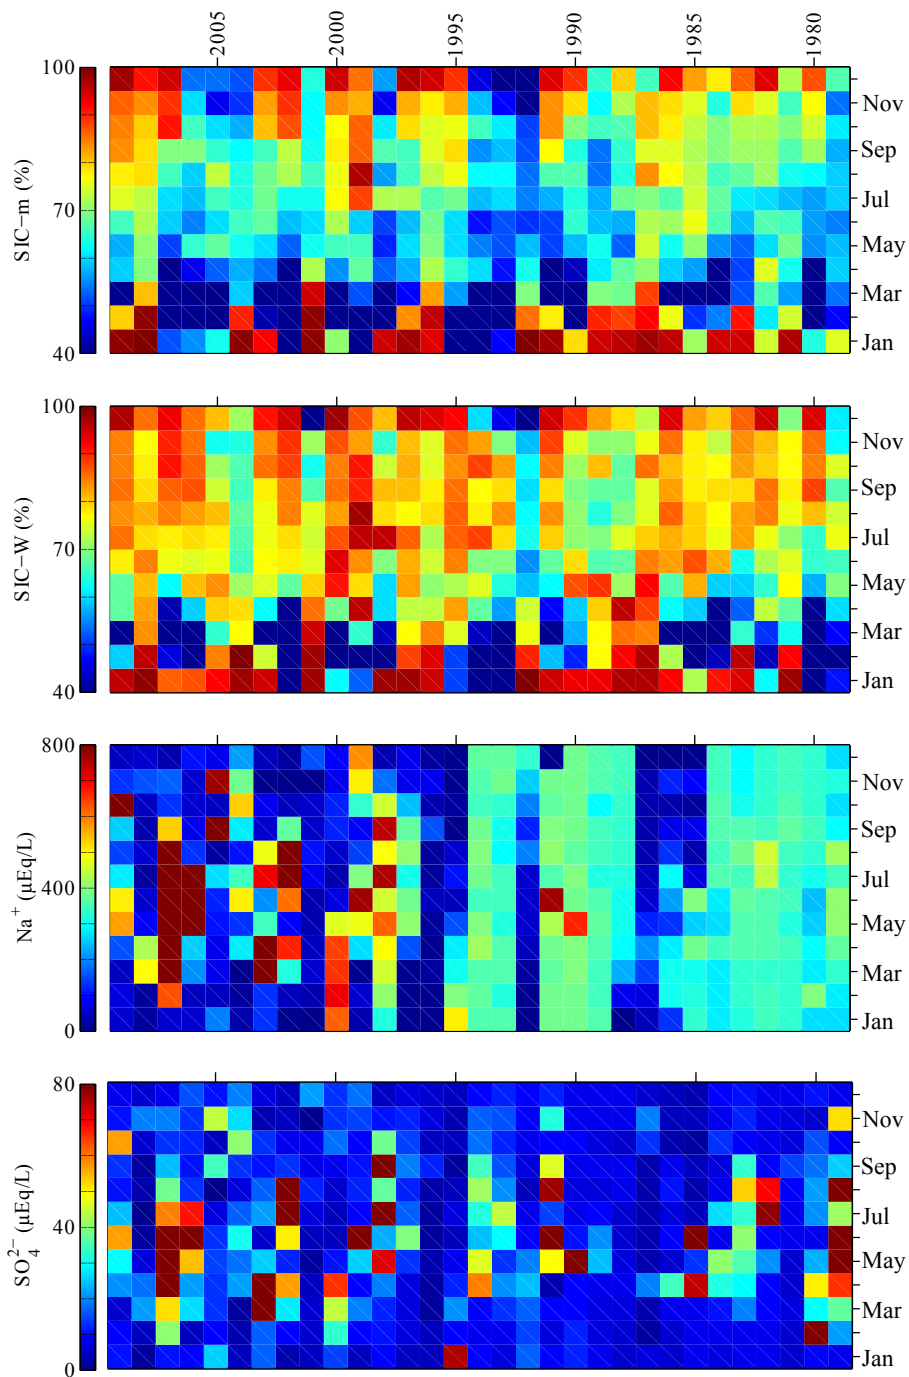 2005 2000 1995 1990 1985 1980
100 70 40
SIC−m (%)
Nov Sep Jul May Mar Jan
100 70 40
SIC−W (%)
Nov Sep Jul May Mar Jan
800 400 0
Na⁺ (μEq/L)
Nov Sep Jul May Mar Jan
80 40 0
SO₄²⁻ (μEq/L)
Nov Sep Jul May Mar Jan